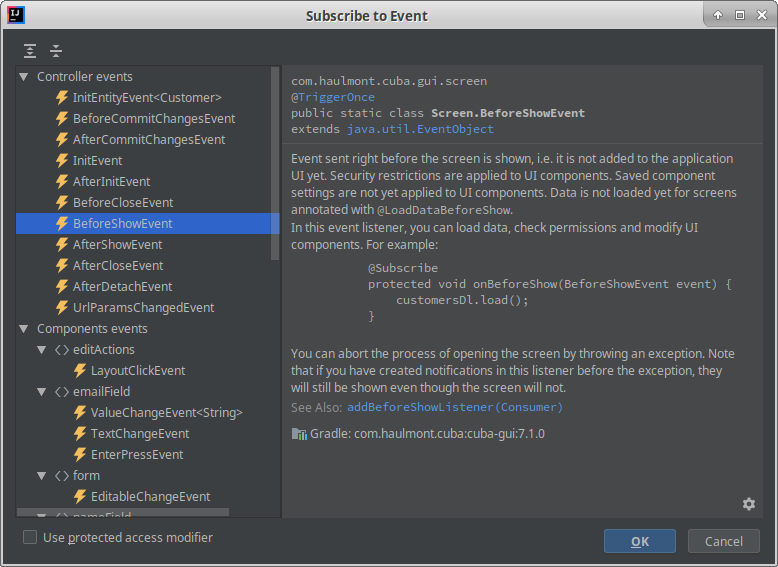 IJ
Subscribe to Event
Controller events
InitEntityEvent<Customer>
BeforeCommitChangesEvent
AfterCommitChangesEvent
InitEvent
AfterInitEvent
BeforeCloseEvent
BeforeShowEvent
AfterShowEvent
AfterCloseEvent
AfterDetachEvent
UrlParamsChangedEvent
Components events
<> editActions
LayoutClickEvent
<> emailField
ValueChangeEvent<String>
TextChangeEvent
EnterPressEvent
<> form
EditableChangeEvent
com.haulmont.cuba.gui.screen
@TriggerOnce
public static class Screen.BeforeShowEvent
extends java.util.EventObject
Event sent right before the screen is shown, i.e. it is not added to the application
UI yet. Security restrictions are applied to UI components. Saved component
settings are not yet applied to UI components. Data is not loaded yet for screens
annotated with @LoadDataBeforeShow.
In this event listener, you can load data, check permissions and modify UI
components. For example:
@Subscribe
protected void onBeforeShow(BeforeShowEvent event) {
customersDl.load();
}
You can abort the process of opening the screen by throwing an exception. Note
that if you have created notifications in this listener before the exception, they
will still be shown even though the screen will not.
See Also: addBeforeShowListener(Consumer)
Gradle: com.haulmont.cuba:cuba-gui:7.1.0
Use protected access modifier
OK
Cancel